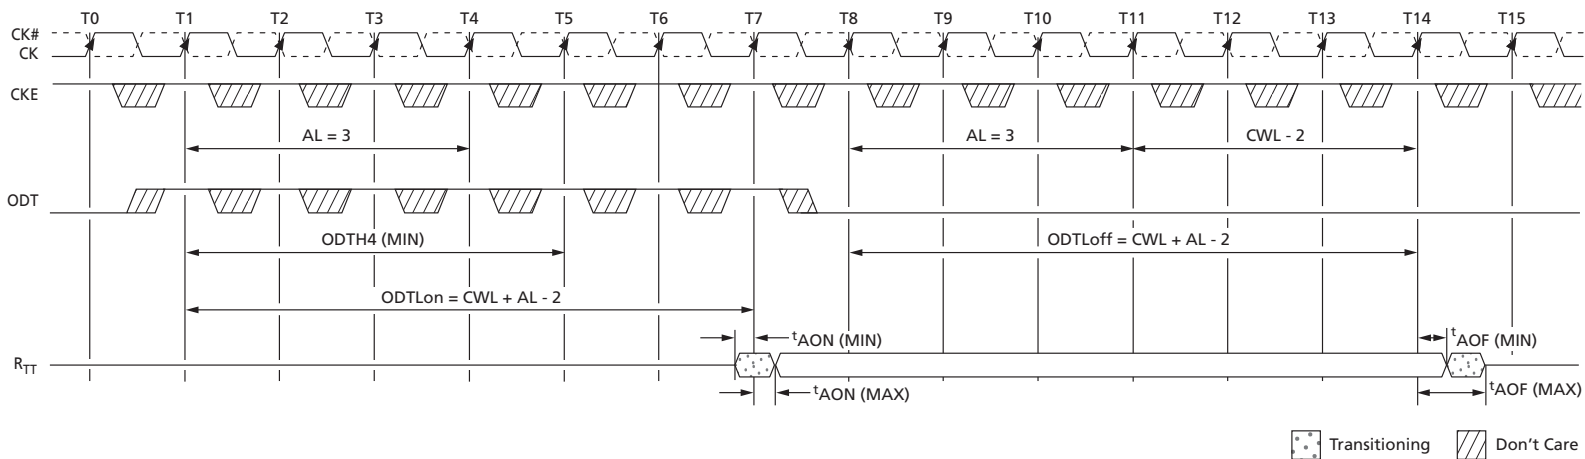 T0 T1 T2 T3 T4 T5 T6 T7 T8 T9 T10 T11 T12 T13 T14 T15
CK#
CK
CKE
AL = 3 AL = 3 CWL - 2
ODT
ODTH4 (MIN) ODTLoff = CWL + AL - 2
ODTLon = CWL + AL - 2
tAON (MIN) tAOF (MIN)
RTT
tAON (MAX) tAOF (MAX)
Transitioning Don't Care